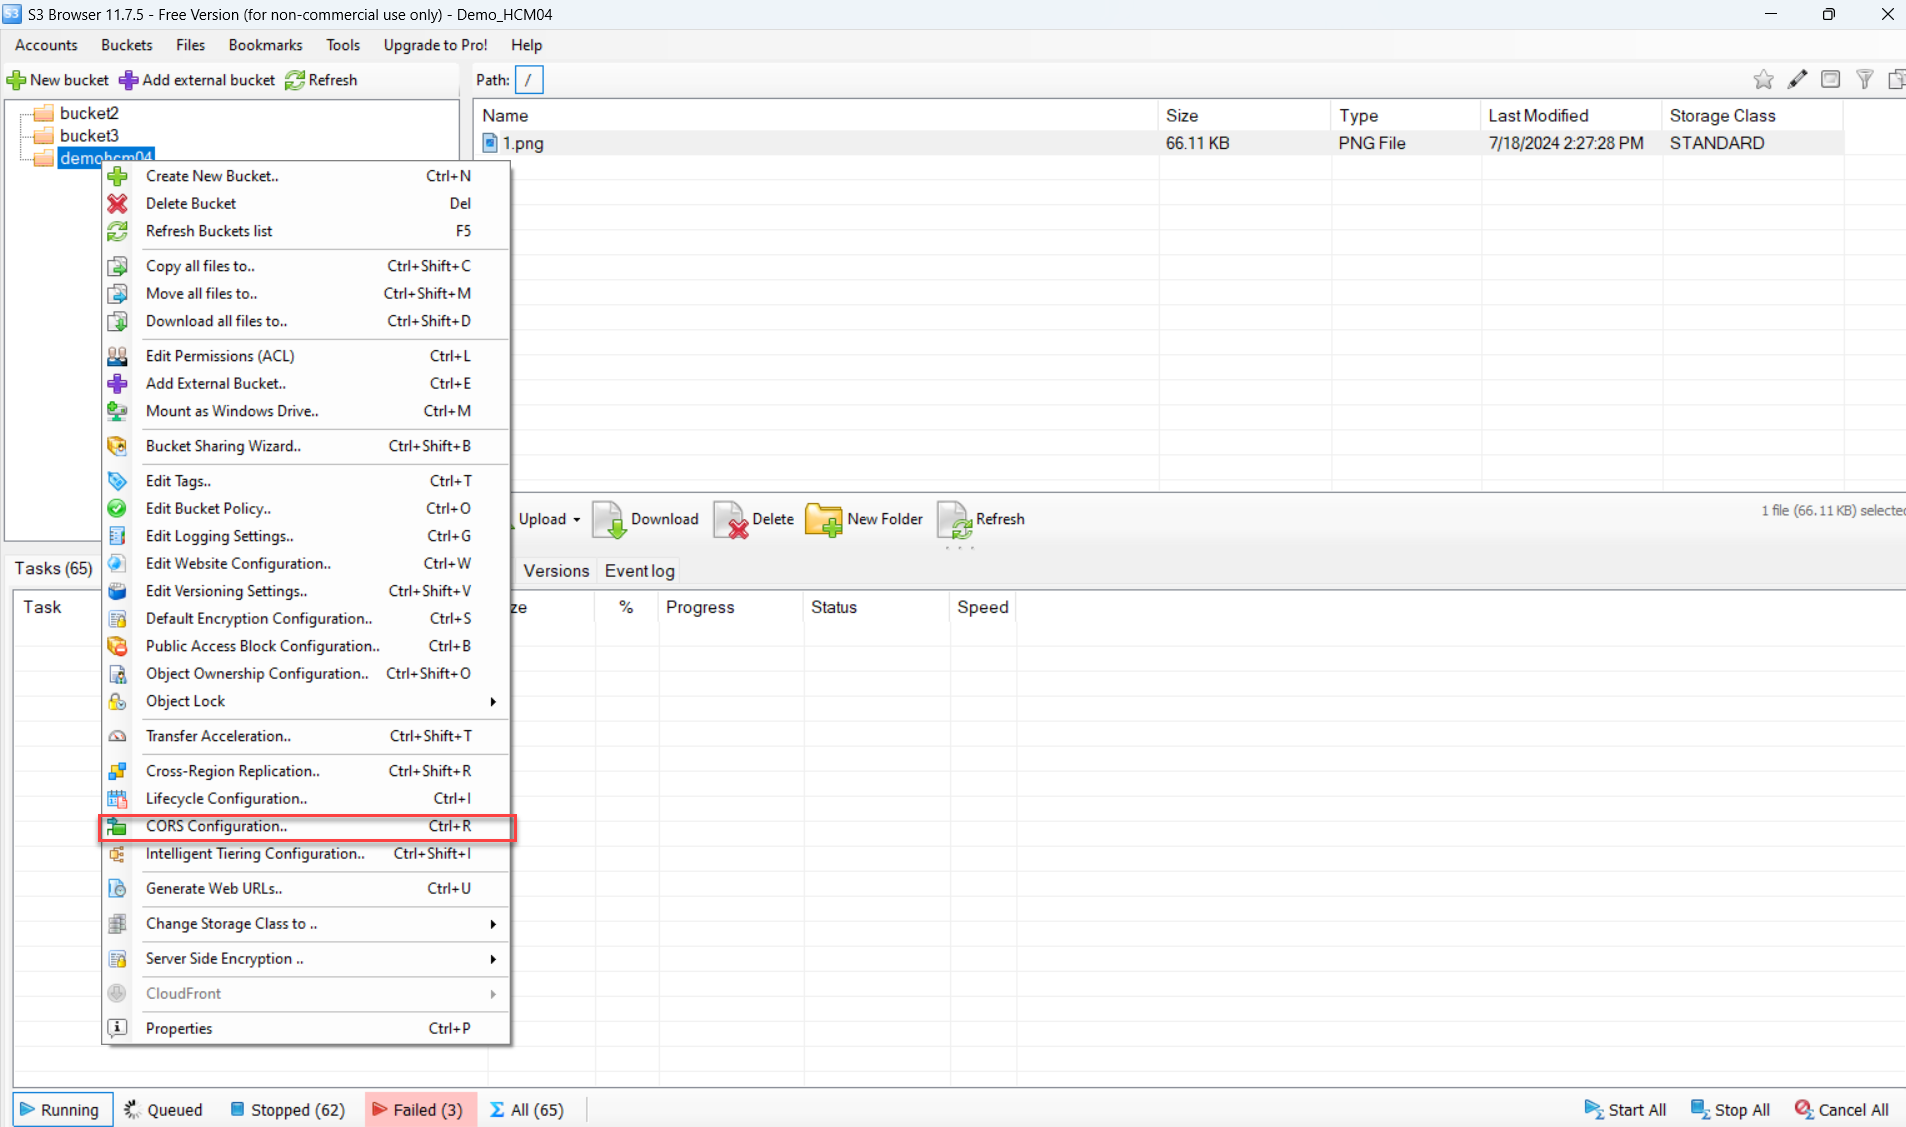 S3 Browser 11.7.5 - Free Version (for non-commercial use only) - Demo_HCM04
Accounts Buckets Files Bookmarks Tools Upgrade to Pro! Help
New bucket Add external bucket Refresh
Path: /
bucket2
bucket3
demohcm04
Name Size Type Last Modified Storage Class
1.png 66.11 KB PNG File 7/18/2024 2:27:28 PM STANDARD
Create New Bucket.. Ctrl+N
Delete Bucket Del
Refresh Buckets list F5
Copy all files to.. Ctrl+Shift+C
Move all files to.. Ctrl+Shift+M
Download all files to.. Ctrl+Shift+D
Edit Permissions (ACL) Ctrl+L
Add External Bucket.. Ctrl+E
Mount as Windows Drive.. Ctrl+M
Bucket Sharing Wizard.. Ctrl+Shift+B
Edit Tags.. Ctrl+T
Edit Bucket Policy.. Ctrl+O
Edit Logging Settings.. Ctrl+G
Edit Website Configuration.. Ctrl+W
Edit Versioning Settings.. Ctrl+Shift+V
Default Encryption Configuration.. Ctrl+S
Public Access Block Configuration.. Ctrl+B
Object Ownership Configuration.. Ctrl+Shift+O
Object Lock
Transfer Acceleration.. Ctrl+Shift+T
Cross-Region Replication.. Ctrl+Shift+R
Lifecycle Configuration.. Ctrl+I
CORS Configuration.. Ctrl+R
Intelligent Tiering Configuration.. Ctrl+Shift+I
Generate Web URLs.. Ctrl+U
Change Storage Class to ..
Server Side Encryption ..
CloudFront
Properties Ctrl+P
Upload Download Delete New Folder Refresh
1 file (66.11 KB) selected
Tasks (65) Versions Event log
Task ze % Progress Status Speed
Running Queued Stopped (62) Failed (3) All (65) Start All Stop All Cancel All